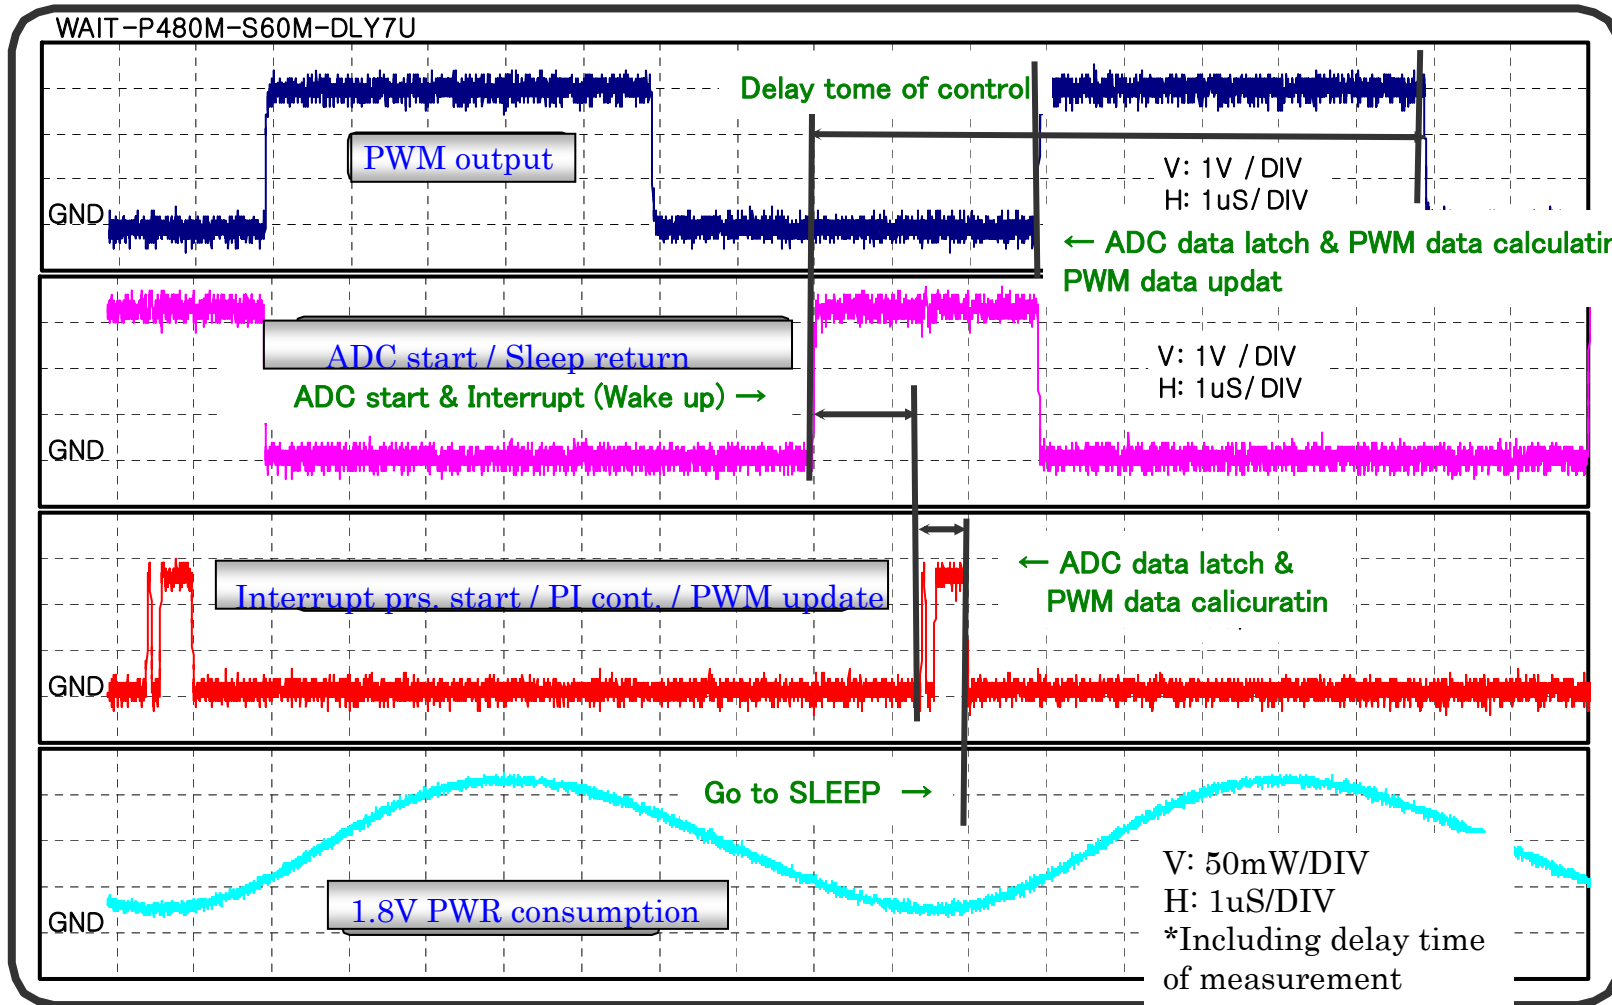 WAIT-P480M-S60M-DLY7U
Delay tome of control
PWM output
V: 1V / DIV
H: 1uS/ DIV
GND
← ADC data latch & PWM data calculatin
PWM data updat
ADC start / Sleep return
V: 1V / DIV
H: 1uS/ DIV
ADC start & Interrupt (Wake up) →
GND
← ADC data latch &
PWM data calicuratin
Interrupt prs. start / PI cont. / PWM update
GND
Go to SLEEP →
V: 50mW/DIV
H: 1uS/DIV
*Including delay time
of measurement
1.8V PWR consumption
GND